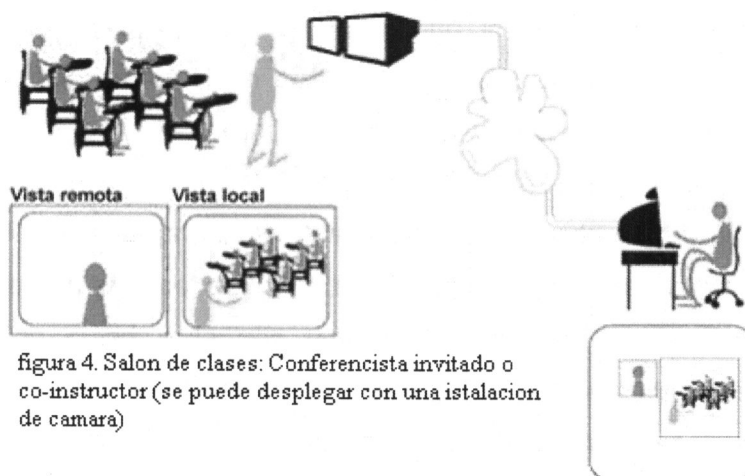 Vista remota Vista local
figura 4. Salon de clases: Conferencista invitado o
co-instructor (se puede desplegar con una istalacion
de camara)